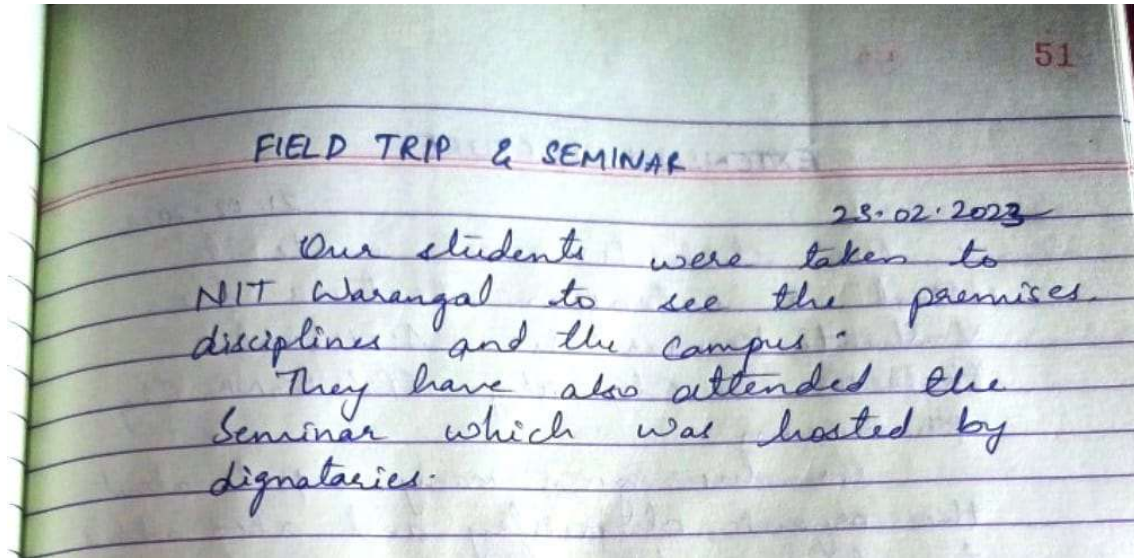 51
FIELD TRIP & SEMINAR
28.02.2023
Our students were taken to
NIT Warangal to see the premises.
disciplines and the campus.
They have also attended the
Seminar which was hosted by
dignataries.